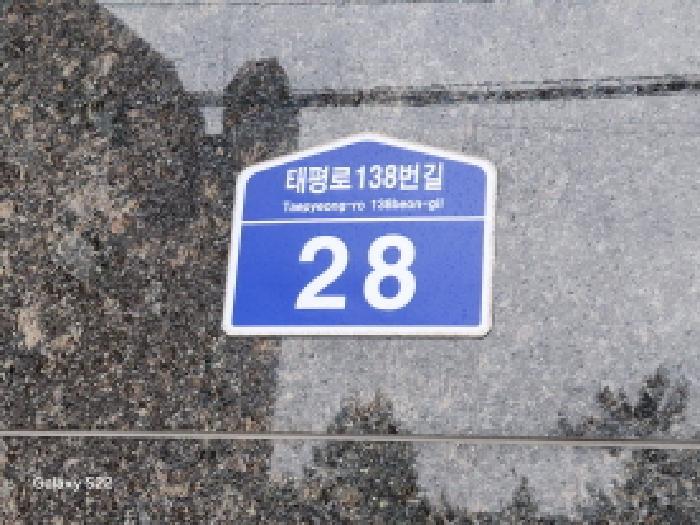 태평로138번길
Taepyeong-ro 138beon-gil
28
Galaxy S22